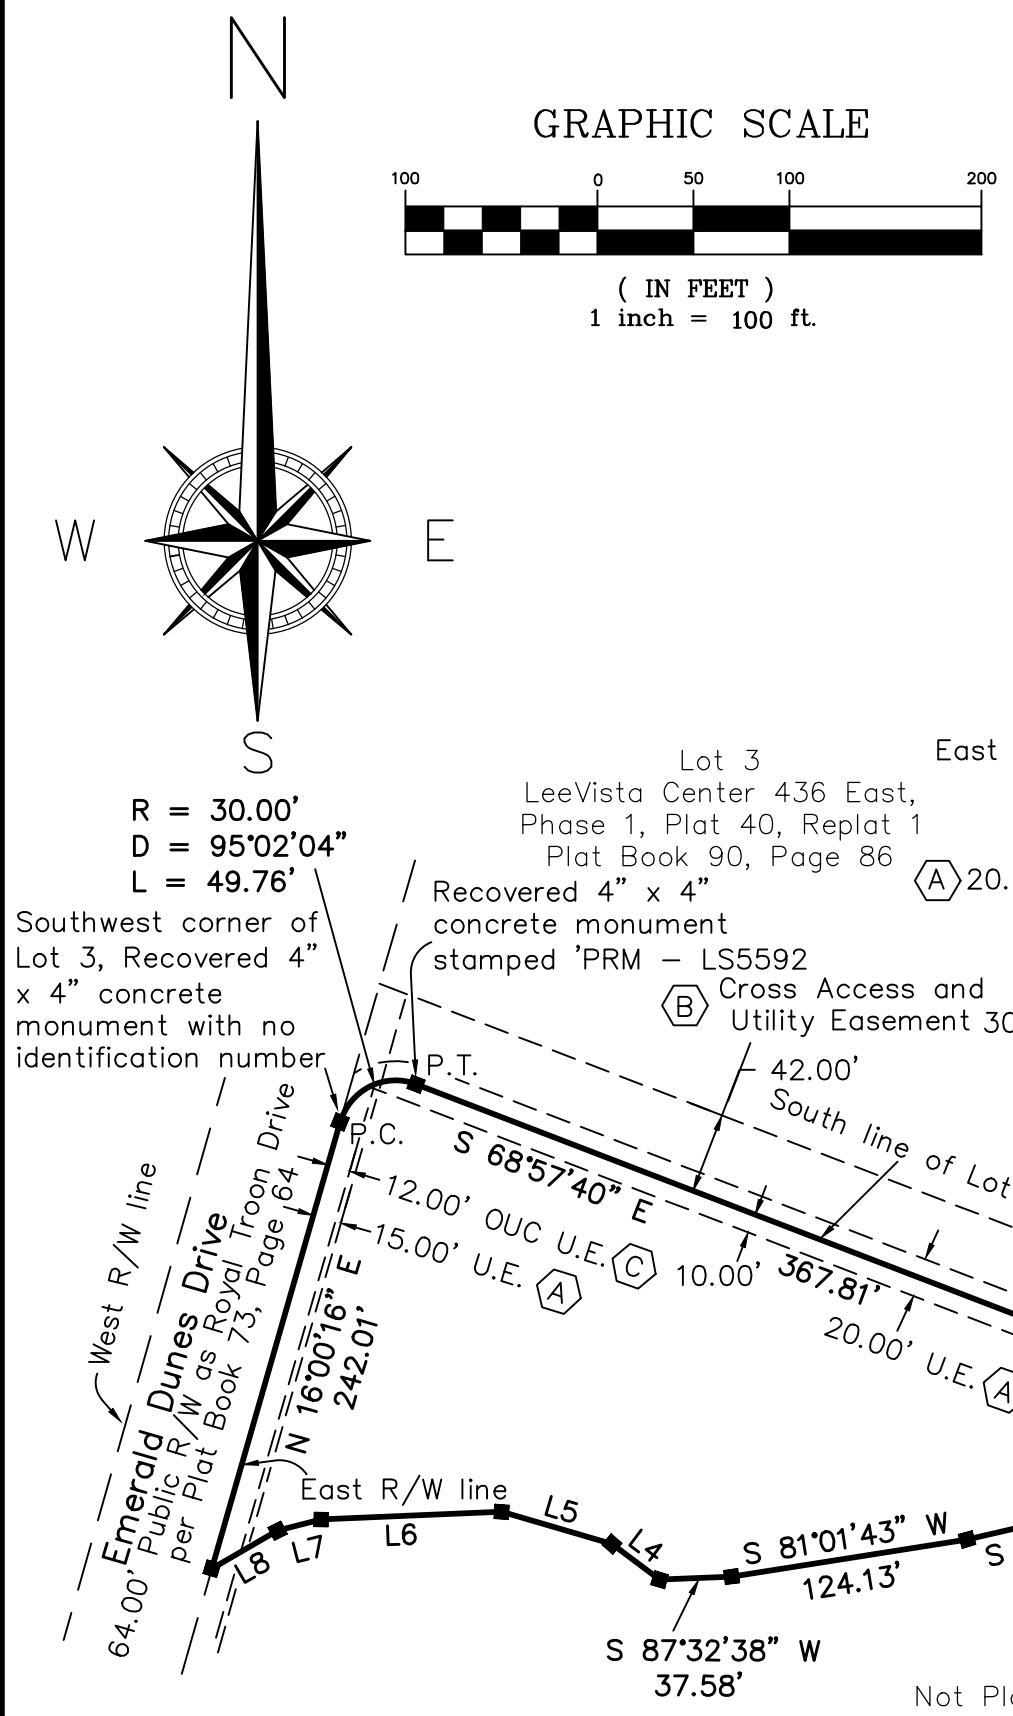 N
GRAPHIC SCALE
100 0 50 100 200
( IN FEET )
1 inch = 100 ft.
W
E
S
East
Lot 3
LeeVista Center 436 East,
Phase 1, Plat 40, Replat 1
Plat Book 90, Page 86
R = 30.00'
D = 95°02'04"
L = 49.76'
A 20.
Recovered 4" x 4"
concrete monument
stamped 'PRM - LS5592
Southwest corner of
Lot 3, Recovered 4"
x 4" concrete
monument with no
identification number
B
Cross Access and
Utility Easement 30
P.T.
42.00'
P.C.
South line of Lot
S 68°57'40" E
367.81'
12.00' OUC U.E. C
15.00' U.E. A
10.00'
20.00' U.E. A
West R/W line
64.00' Emerald Dunes Drive
Public R/W as Royal Troon Drive
per Plat Book 73, Page 64
N 16°00'16" E
242.01'
East R/W line
L8
L7
L6
L5
L4
S 81°01'43" W
124.13'
S
S 87°32'38" W
37.58'
Not Pla